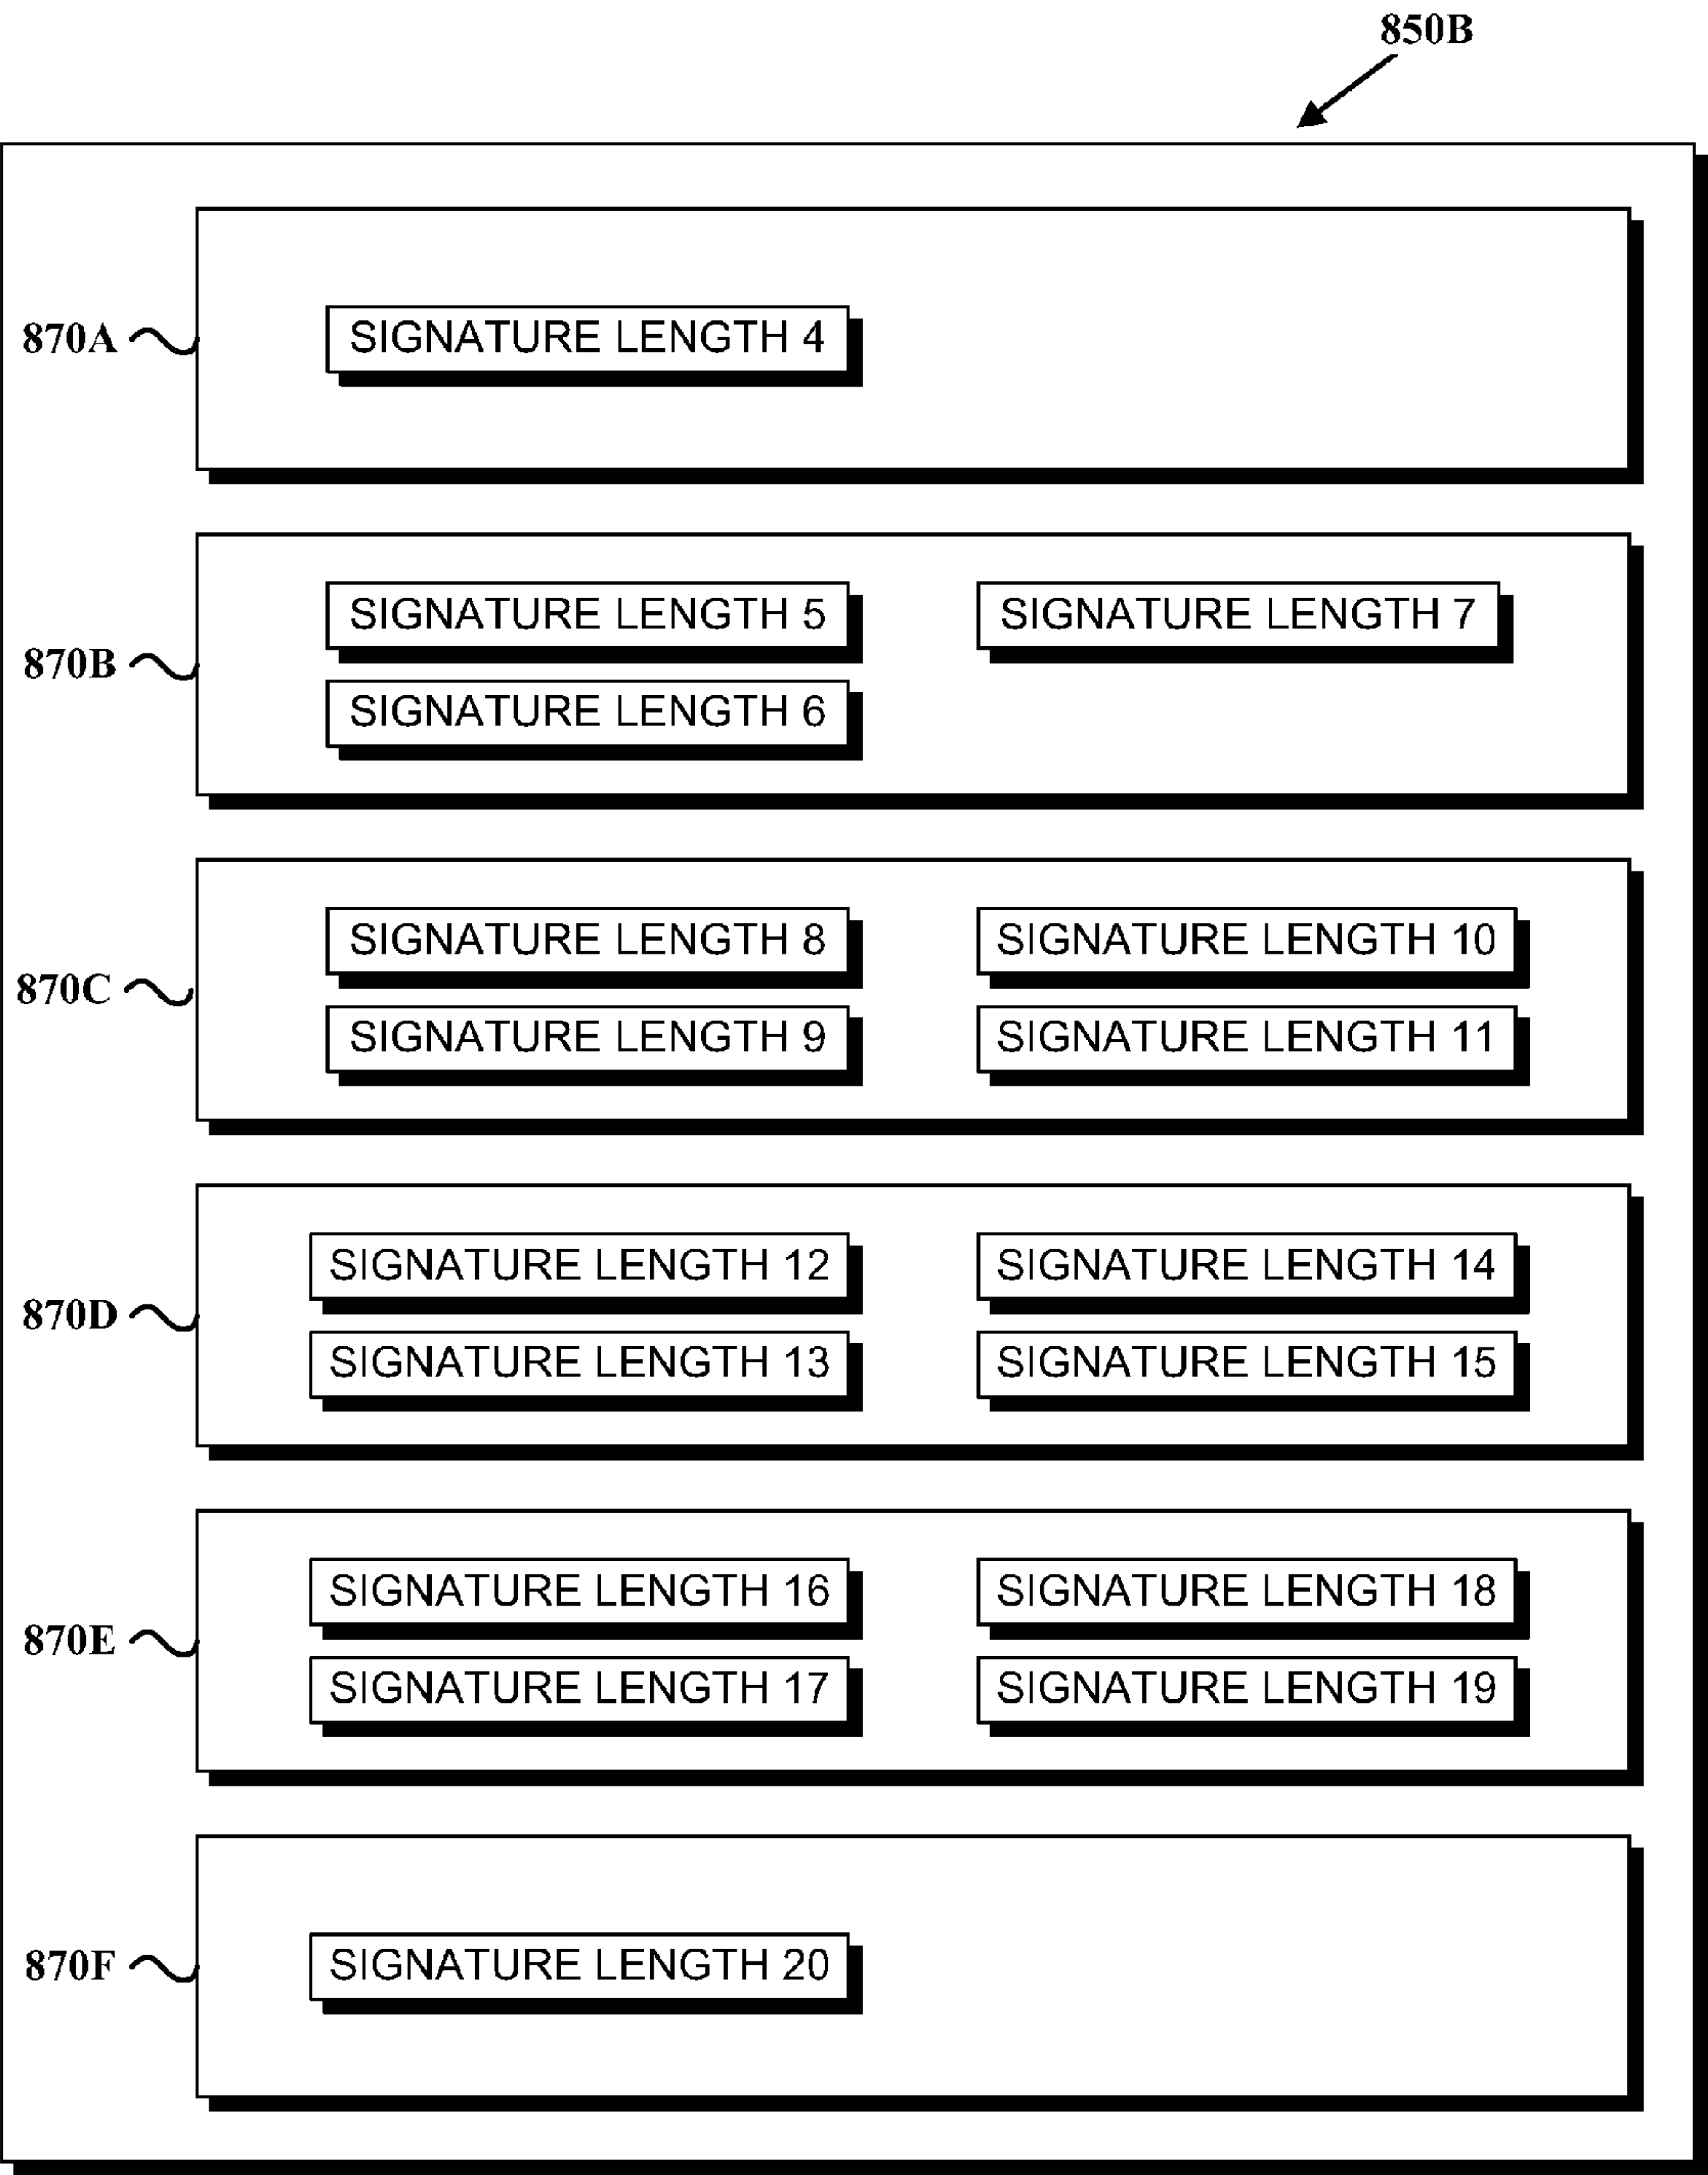 850B
870A
SIGNATURE LENGTH 4
870B
SIGNATURE LENGTH 5
SIGNATURE LENGTH 7
SIGNATURE LENGTH 6
870C
SIGNATURE LENGTH 8
SIGNATURE LENGTH 10
SIGNATURE LENGTH 9
SIGNATURE LENGTH 11
870D
SIGNATURE LENGTH 12
SIGNATURE LENGTH 14
SIGNATURE LENGTH 13
SIGNATURE LENGTH 15
870E
SIGNATURE LENGTH 16
SIGNATURE LENGTH 18
SIGNATURE LENGTH 17
SIGNATURE LENGTH 19
870F
SIGNATURE LENGTH 20